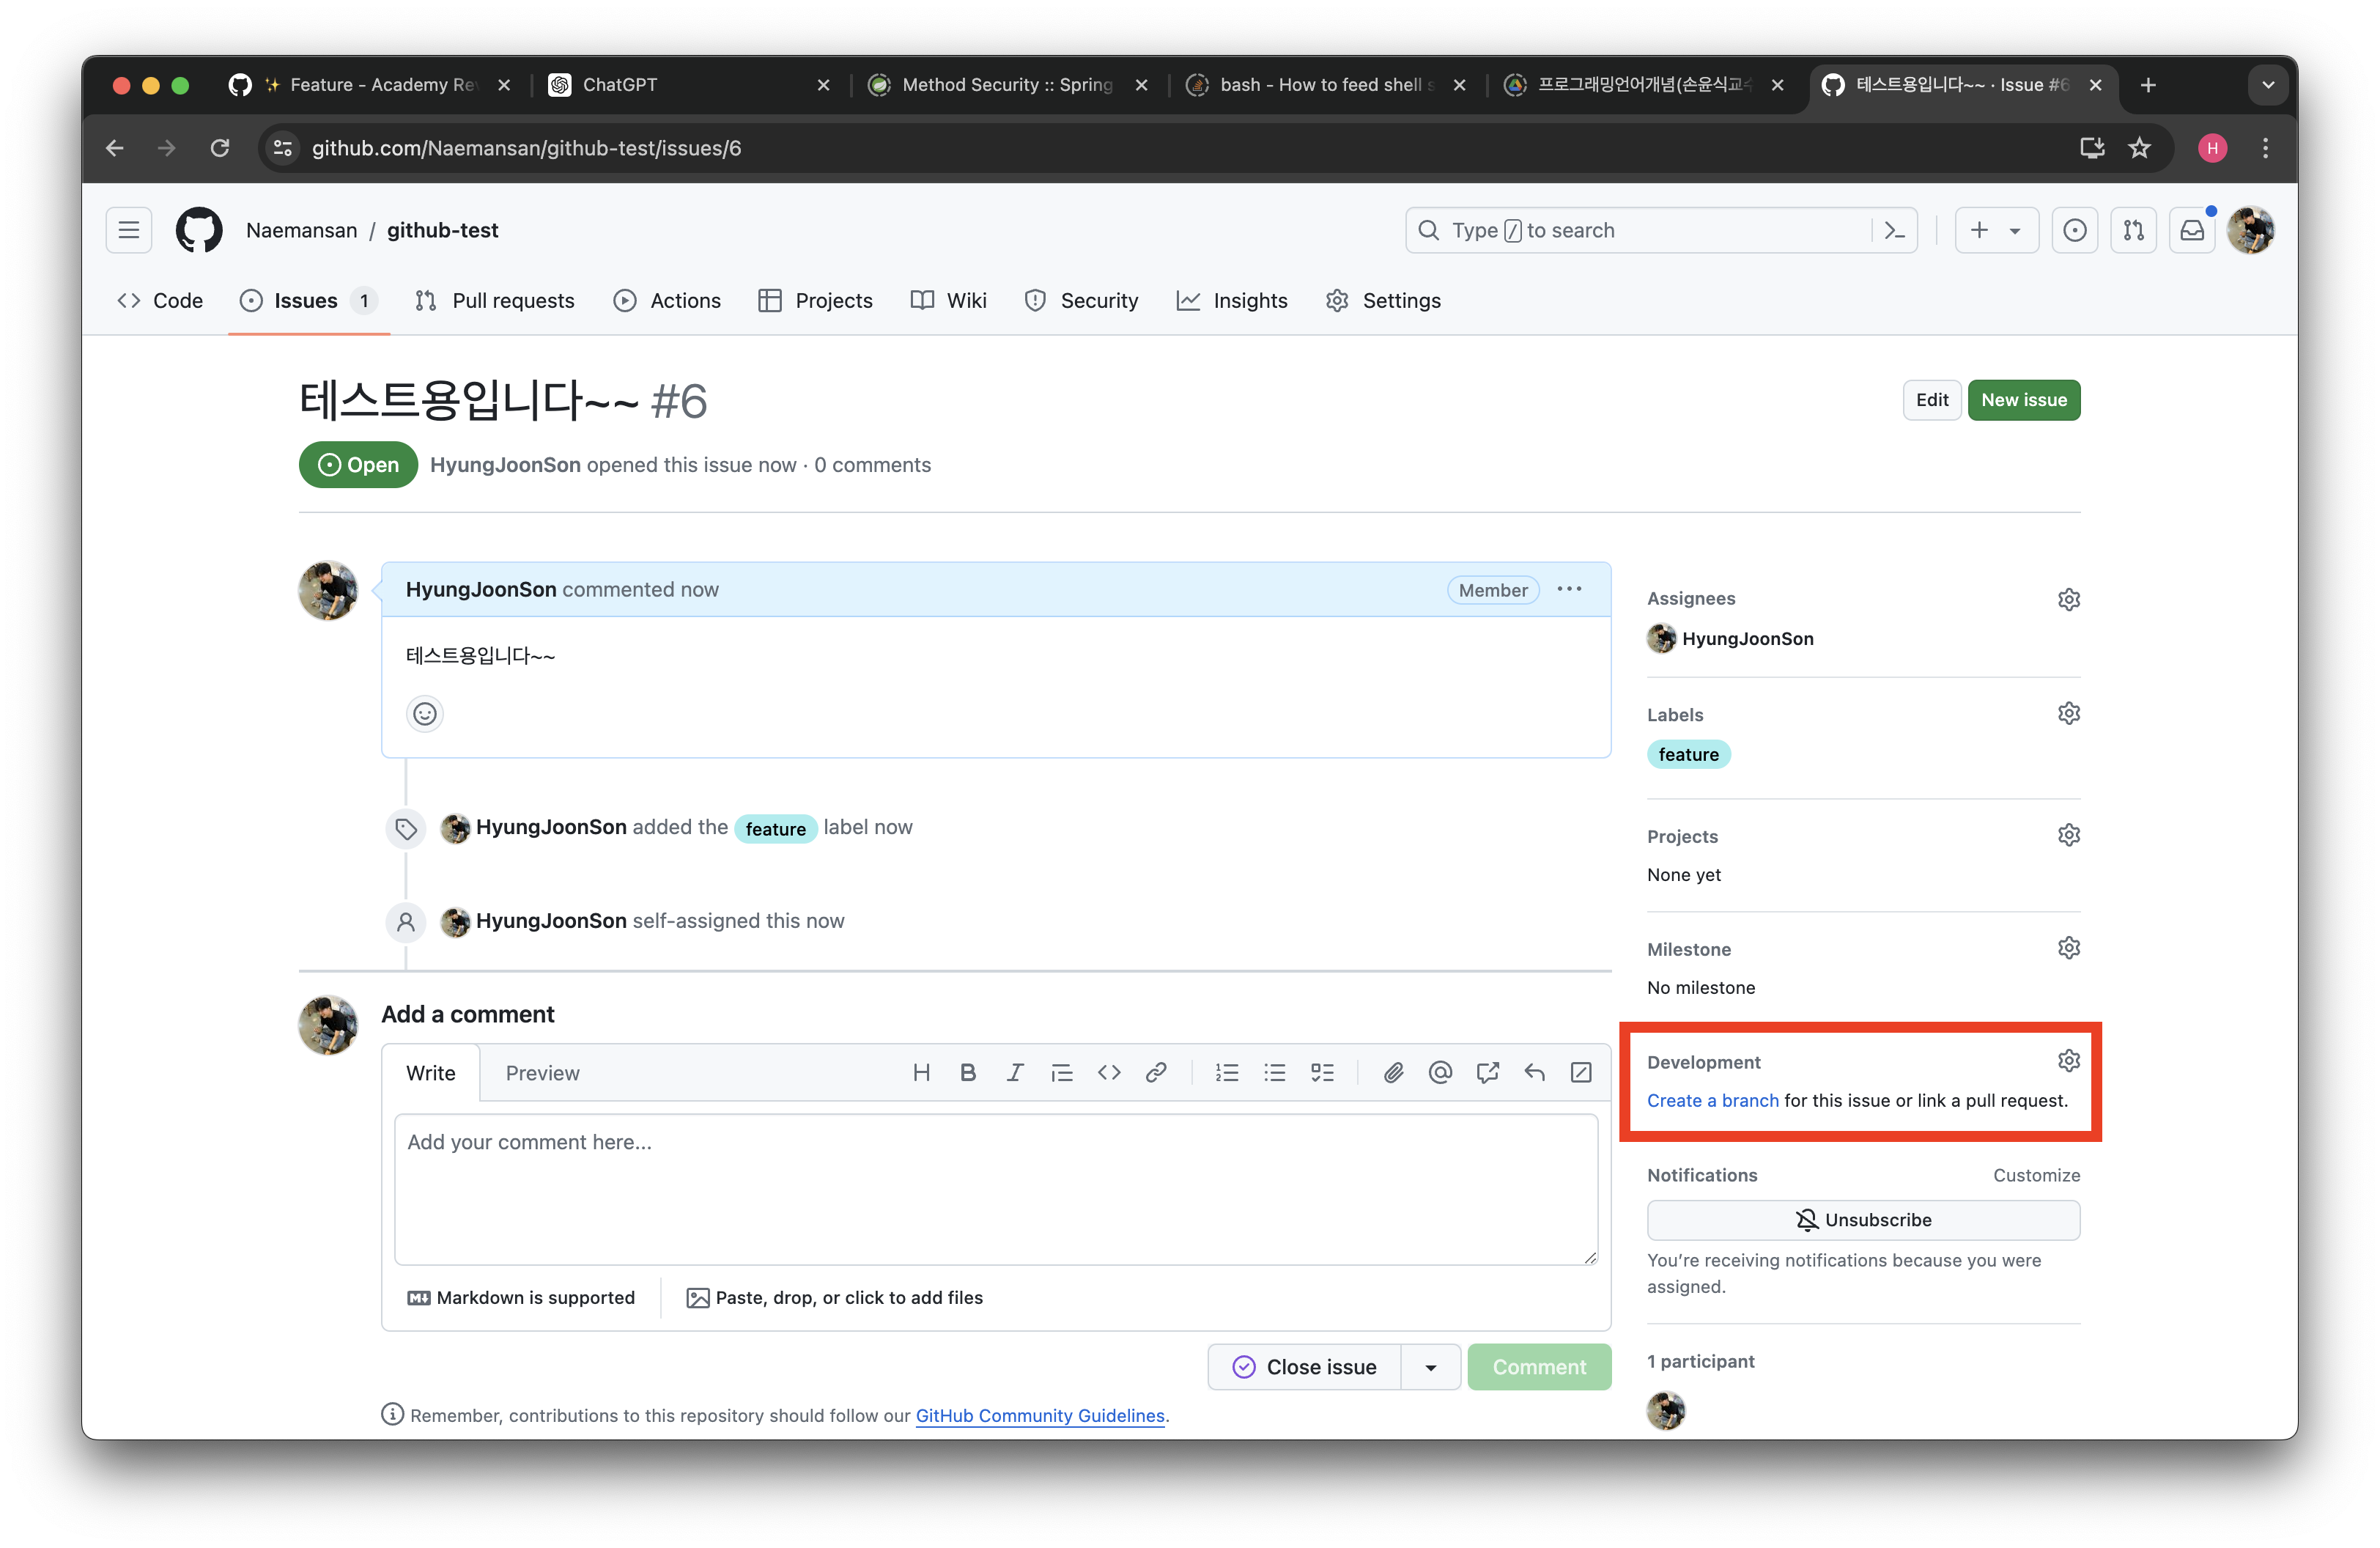 ✨ Feature - Academy Rev
ChatGPT
Method Security :: Spring
bash - How to feed shell s
프로그래밍언어개념(손윤식교수
테스트용입니다~~ · Issue #6
github.com/Naemansan/github-test/issues/6
H
Naemansan / github-test
Type / to search
Code
Issues 1
Pull requests
Actions
Projects
Wiki
Security
Insights
Settings
테스트용입니다~~ #6
Edit
New issue
Open
HyungJoonSon opened this issue now · 0 comments
HyungJoonSon commented now
Member
테스트용입니다~~
HyungJoonSon added the feature label now
HyungJoonSon self-assigned this now
Add a comment
Write
Preview
Add your comment here...
Markdown is supported
Paste, drop, or click to add files
Close issue
Comment
Remember, contributions to this repository should follow our GitHub Community Guidelines.
Assignees
HyungJoonSon
Labels
feature
Projects
None yet
Milestone
No milestone
Development
Create a branch for this issue or link a pull request.
Notifications
Customize
Unsubscribe
You're receiving notifications because you were
assigned.
1 participant